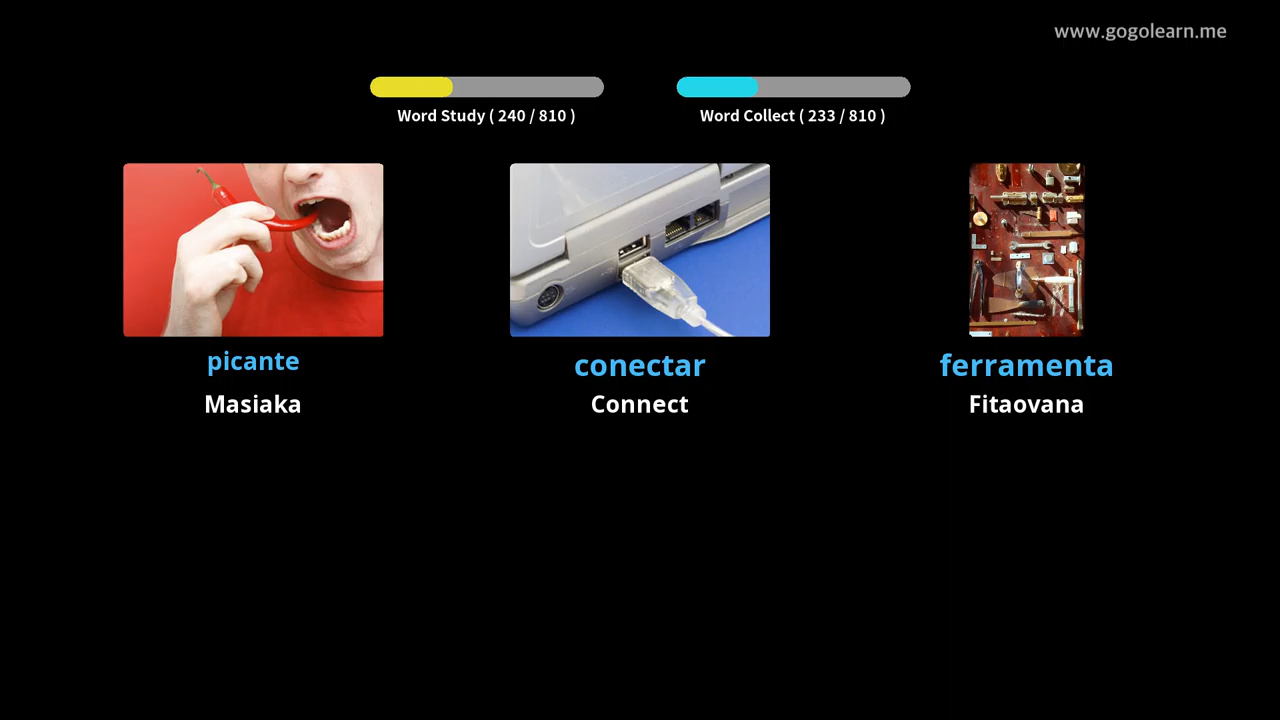 www.gogolearn.me
Word Study ( 240 / 810 )
Word Collect ( 233 / 810 )
picante
conectar
ferramenta
Masiaka
Connect
Fitaovana